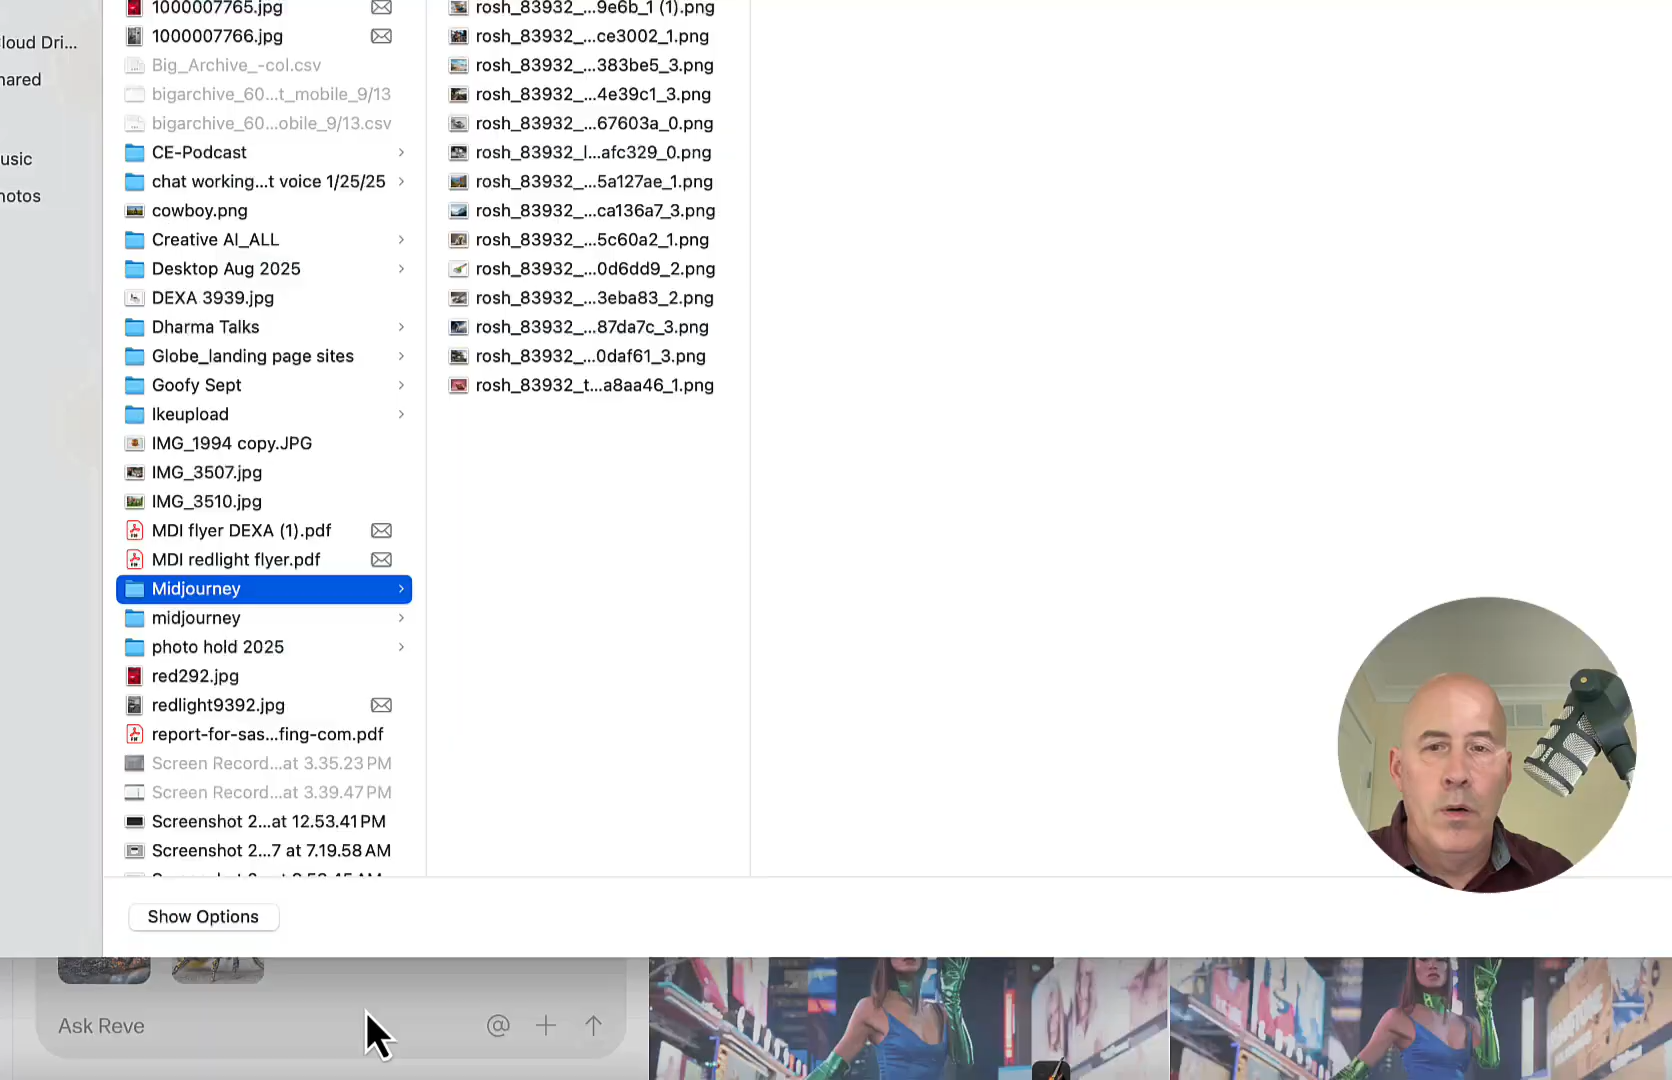 loud Dri...
hared
usic
hotos
1000007765.jpg
1000007766.jpg
Big_Archive_-col.csv
bigarchive_60...t_mobile_9/13
bigarchive_60...obile_9/13.csv
CE-Podcast
chat working...t voice 1/25/25
cowboy.png
Creative AI_ALL
Desktop Aug 2025
DEXA 3939.jpg
Dharma Talks
Globe_landing page sites
Goofy Sept
Ikeupload
IMG_1994 copy.JPG
IMG_3507.jpg
IMG_3510.jpg
MDI flyer DEXA (1).pdf
MDI redlight flyer.pdf
Midjourney
midjourney
photo hold 2025
red292.jpg
redlight9392.jpg
report-for-sas...fing-com.pdf
Screen Record...at 3.35.23 PM
Screen Record...at 3.39.47 PM
Screenshot 2...at 12.53.41 PM
Screenshot 2...7 at 7.19.58 AM
rosh_83932_...9e6b_1 (1).png
rosh_83932_...ce3002_1.png
rosh_83932_...383be5_3.png
rosh_83932_...4e39c1_3.png
rosh_83932_...67603a_0.png
rosh_83932_l...afc329_0.png
rosh_83932_...5a127ae_1.png
rosh_83932_...ca136a7_3.png
rosh_83932_...5c60a2_1.png
rosh_83932_...0d6dd9_2.png
rosh_83932_...3eba83_2.png
rosh_83932_...87da7c_3.png
rosh_83932_...0daf61_3.png
rosh_83932_t...a8aa46_1.png
Show Options
Ask Reve